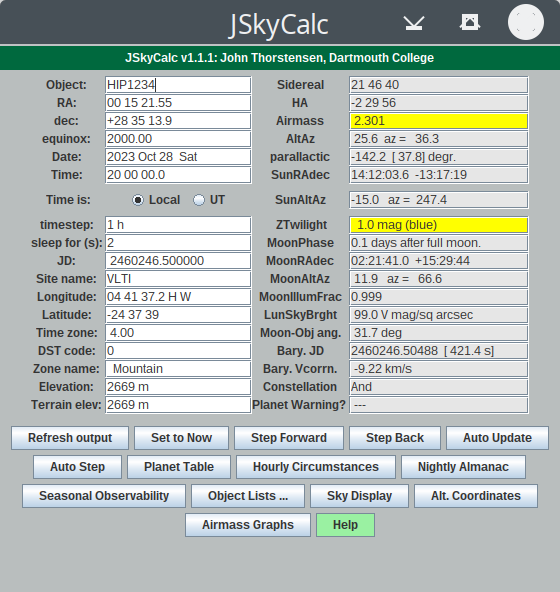 JSkyCalc
JSkyCalc v1.1.1: John Thorstensen, Dartmouth College
Object: HIP1234 Sidereal 21 46 40
RA: 00 15 21.55 HA -2 29 56
dec: +28 35 13.9 Airmass 2.301
equinox: 2000.00 AltAz 25.6 az = 36.3
Date: 2023 Oct 28 Sat parallactic -142.2 [ 37.8] degr.
Time: 20 00 00.0 SunRAdec 14:12:03.6 -13:17:19
Time is: Local UT SunAltAz -15.0 az = 247.4
timestep: 1 h ZTwilight 1.0 mag (blue)
sleep for (s): 2 MoonPhase 0.1 days after full moon.
JD: 2460246.500000 MoonRAdec 02:21:41.0 +15:29:44
Site name: VLTI MoonAltAz 11.9 az = 66.6
Longitude: 04 41 37.2 H W MoonIllumFrac 0.999
Latitude: -24 37 39 LunSkyBrght 99.0 V mag/sq arcsec
Time zone: 4.00 Moon-Obj ang. 31.7 deg
DST code: 0 Bary. JD 2460246.50488 [ 421.4 s]
Zone name: Mountain Bary. Vcorrn. -9.22 km/s
Elevation: 2669 m Constellation And
Terrain elev: 2669 m Planet Warning? ---
Refresh output Set to Now Step Forward Step Back Auto Update
Auto Step Planet Table Hourly Circumstances Nightly Almanac
Seasonal Observability Object Lists ... Sky Display Alt. Coordinates
Airmass Graphs Help